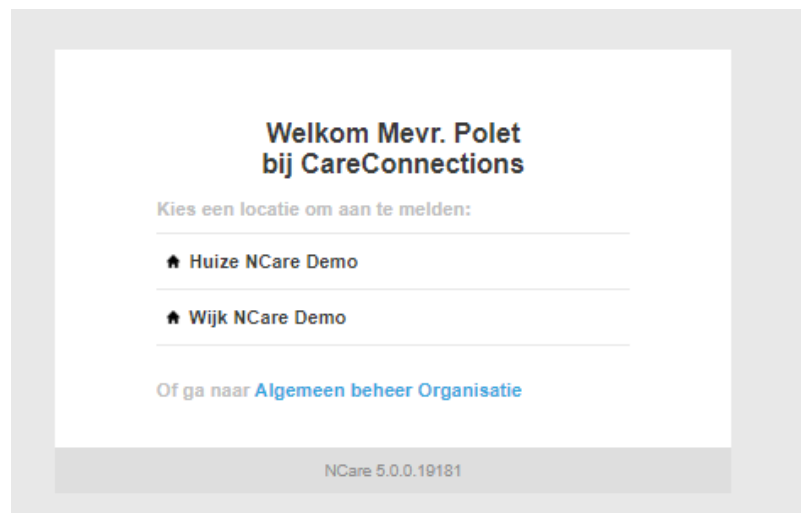 Welkom Mevr. Polet
bij CareConnections
Kies een locatie om aan te melden:
Huize NCare Demo
Wijk NCare Demo
Of ga naar Algemeen beheer Organisatie
NCare 5.0.0.19181